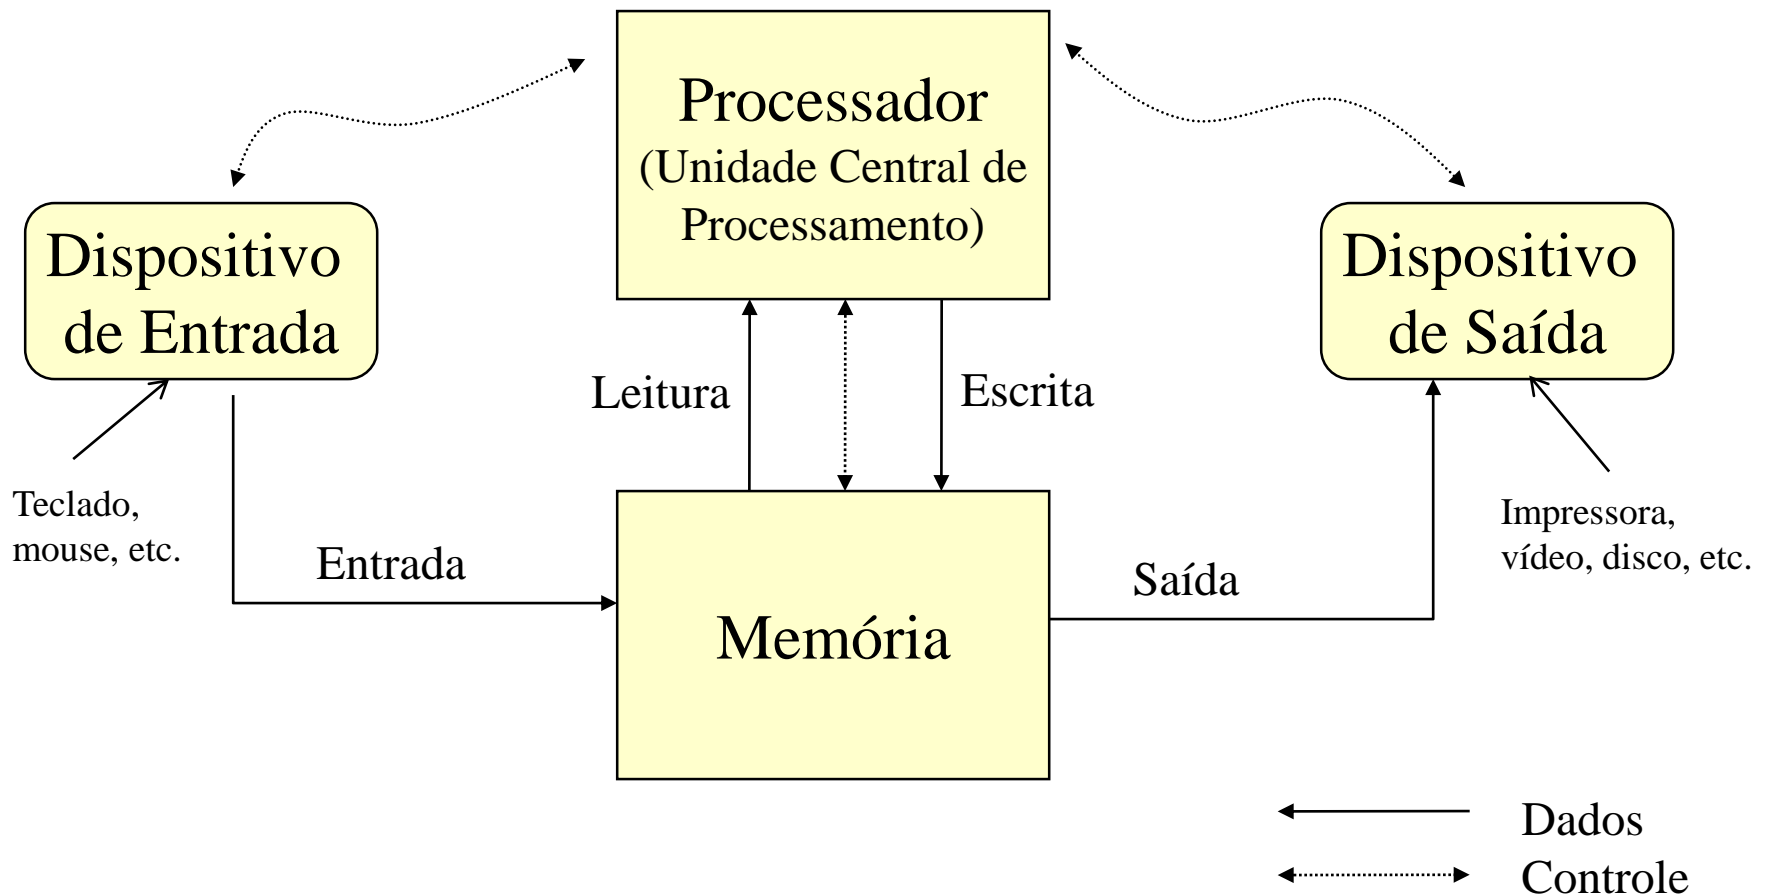 Processador
(Unidade Central de
Processamento)
Dispositivo
de Entrada
Dispositivo
de Saída
Leitura
Escrita
Teclado,
mouse, etc.
Impressora,
vídeo, disco, etc.
Entrada
Saída
Memória
Dados
Controle